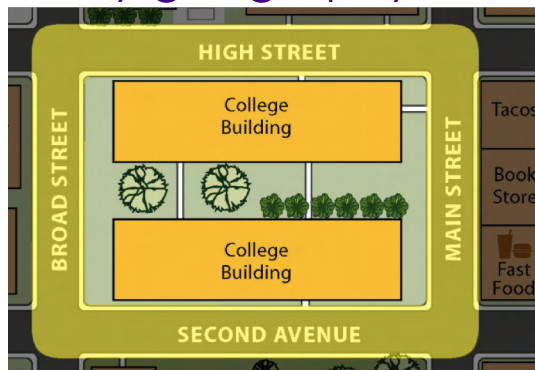 HIGH STREET
College
Building
BROAD STREET
MAIN STREET
Tacos
Book
Store
College
Building
Fast
Food
SECOND AVENUE